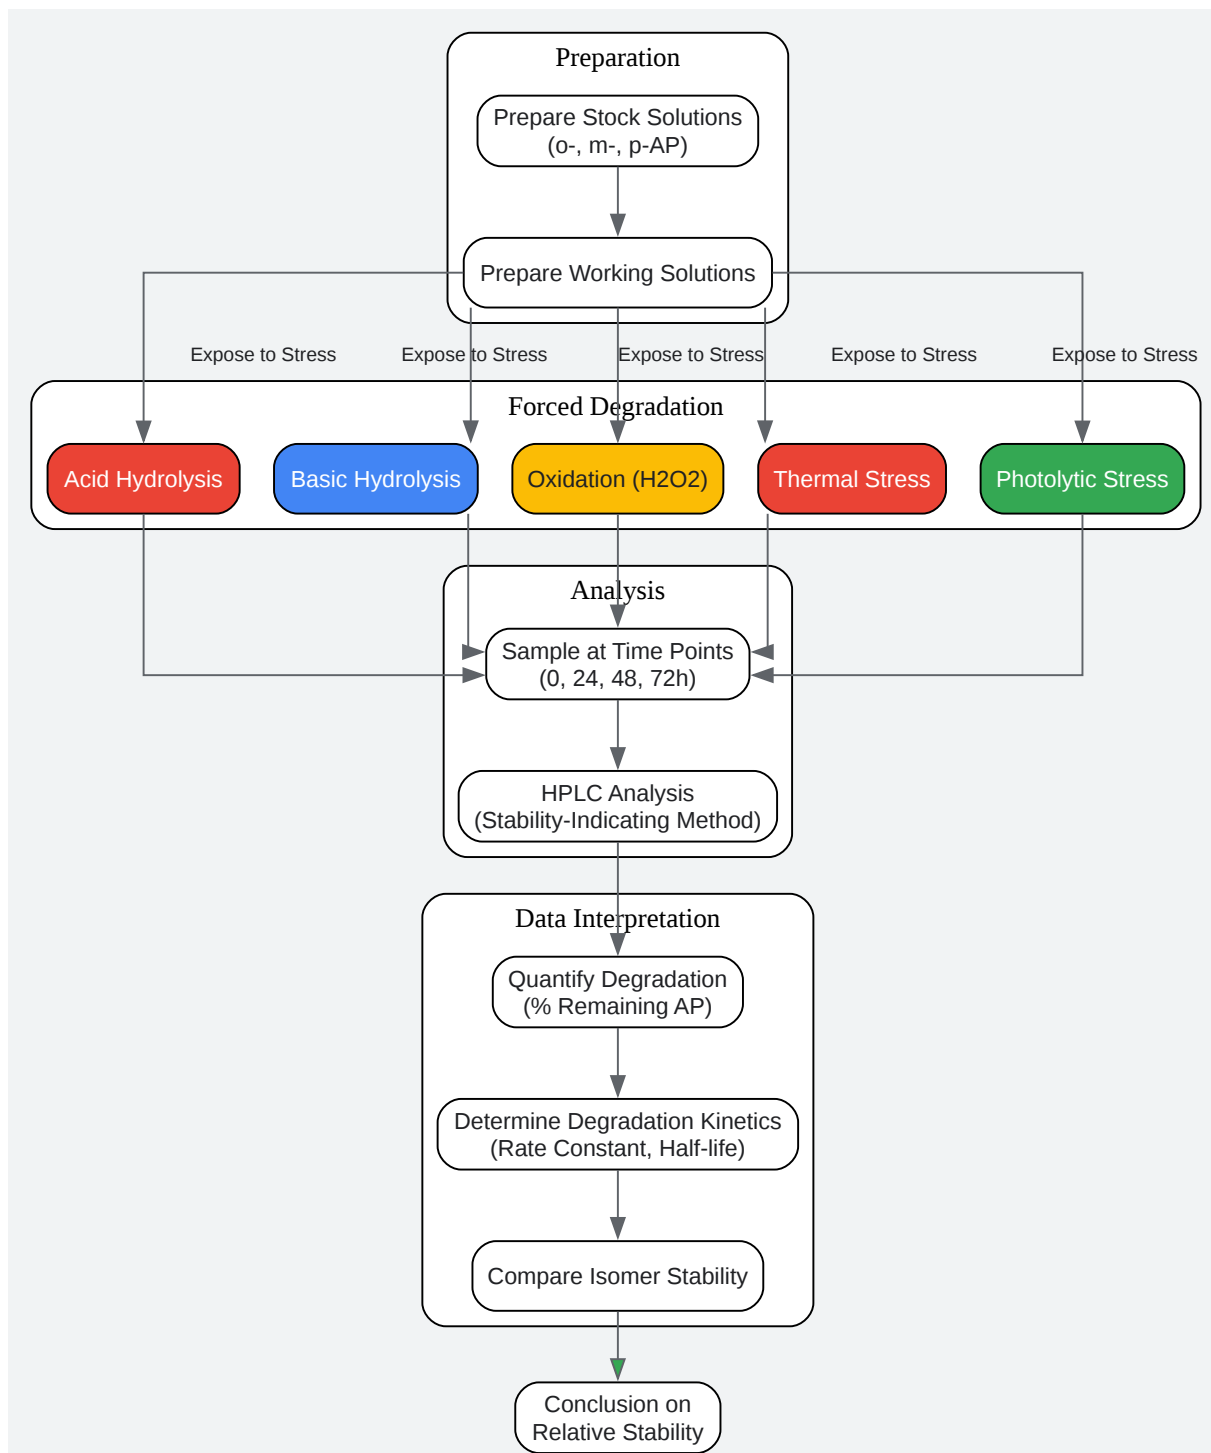 Preparation
Prepare Stock Solutions
(o-, m-, p-AP)
Prepare Working Solutions
Expose to Stress
Expose to Stress
Expose to Stress
Expose to Stress
Expose to Stress
Forced Degradation
Acid Hydrolysis
Basic Hydrolysis
Oxidation (H2O2)
Thermal Stress
Photolytic Stress
Analysis
Sample at Time Points
(0, 24, 48, 72h)
HPLC Analysis
(Stability-Indicating Method)
Data Interpretation
Quantify Degradation
(% Remaining AP)
Determine Degradation Kinetics
(Rate Constant, Half-life)
Compare Isomer Stability
Conclusion on
Relative Stability